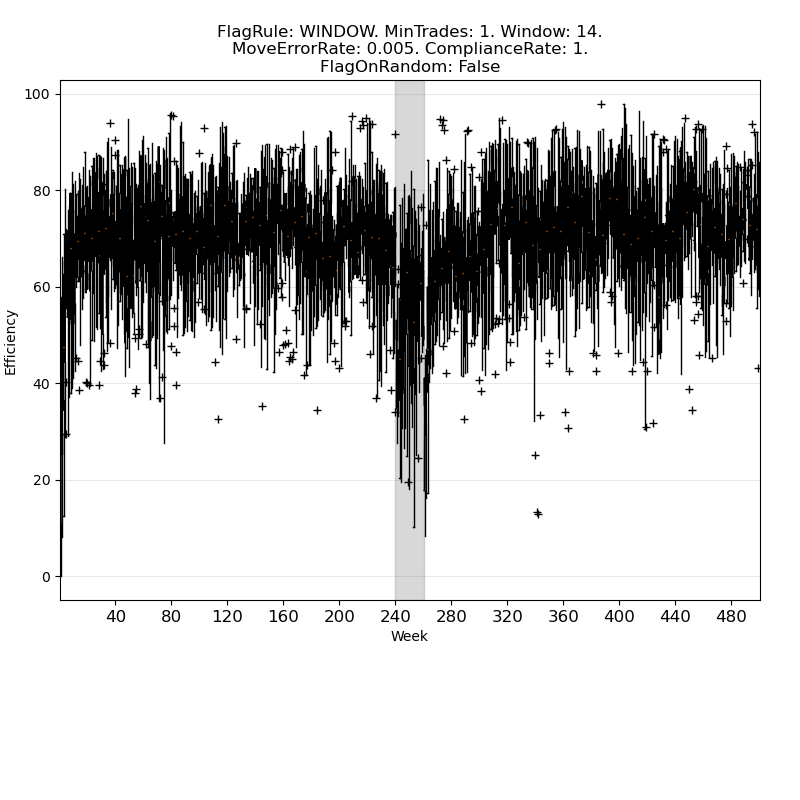 FlagRule: WINDOW. MinTrades: 1. Window: 14.
MoveErrorRate: 0.005. ComplianceRate: 1.
FlagOnRandom: False
100
80
60
40
20
0
Efficiency
40 80 120 160 200 240 280 320 360 400 440 480
Week